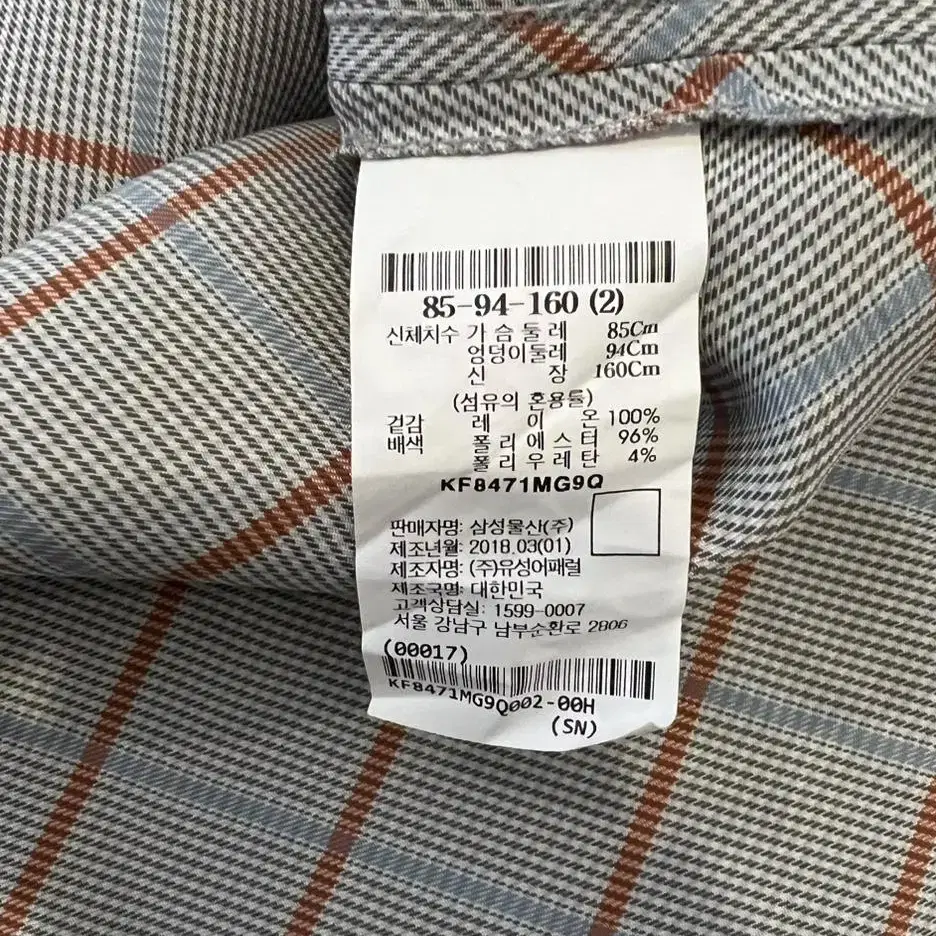 85-94-160 (2)
신체치수 가 슴 둘 레 85Cm
엉덩이둘레 94Cm
신 장 160Cm
(섬유의 혼용률)
겉감 레 이 온 100%
배색 폴 리 에 스 터 96%
폴 리 우 레 탄 4%
KF8471MG9Q
판매자명: 삼성물산(주)
제조년월: 2018.03(01)
제조자명: (주)유성어패럴
제조국명: 대한민국
고객상담실: 1599-0007
서울 강남구 남부순환로 2806
(00017)
KF8471MG9Q002-00H
(SN)